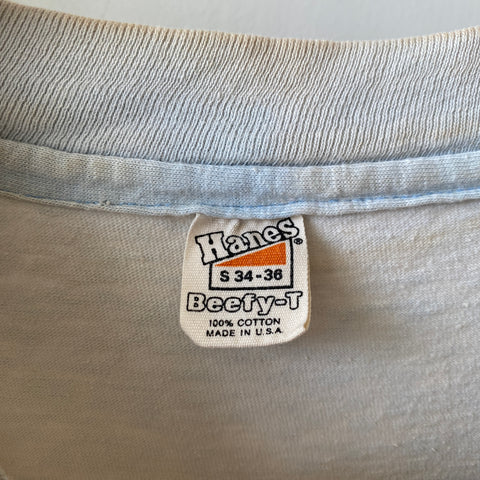 Hanes®
S 34-36
Beefy-T
100% COTTON
MADE IN U.S.A.